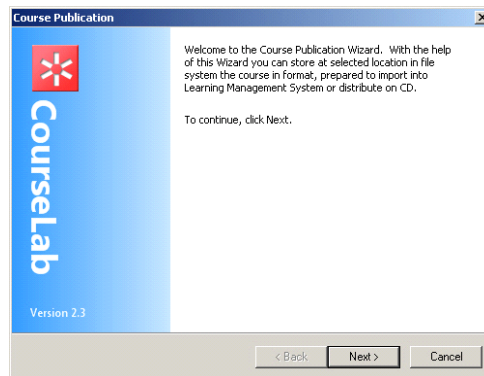 Course Publication
Welcome to the Course Publication Wizard. With the help
of this Wizard you can store at selected location in file
system the course in format, prepared to import into
Learning Management System or distribute on CD.
To continue, click Next.
CourseLab
Version 2.3
< Back
Next >
Cancel